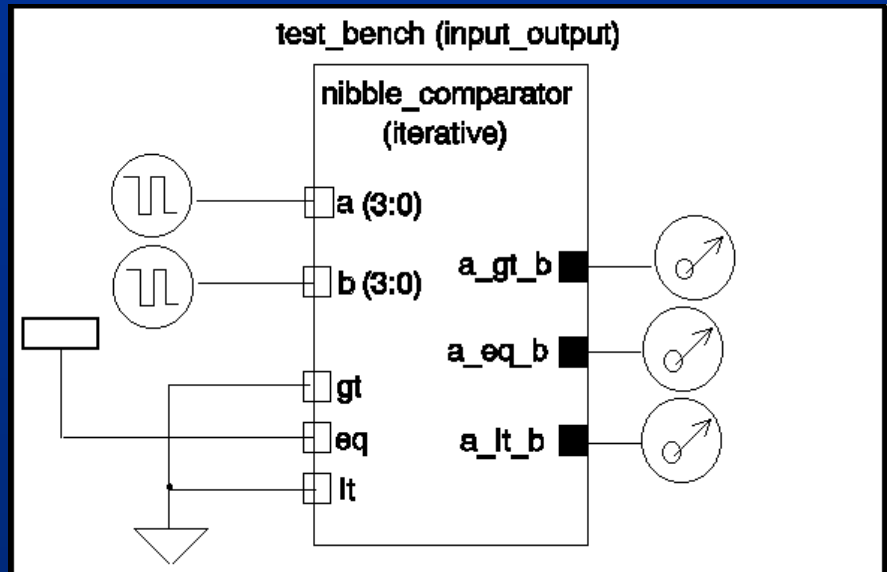 test_bench (input_output)
nibble_comparator
(iterative)
a (3:0)
b (3:0)
a_gt_b
a_eq_b
gt
eq
a_lt_b
lt